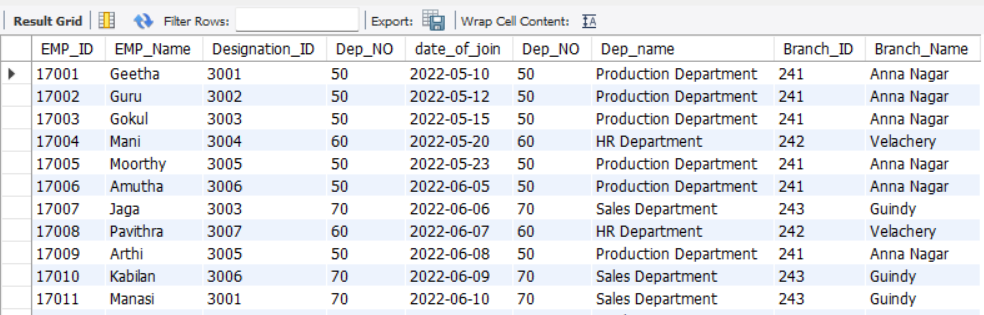 Result Grid Filter Rows: Export: Wrap Cell Content: IA
EMP_ID EMP_Name Designation_ID Dep_NO date_of_join Dep_NO Dep_name Branch_ID Branch_Name
17001 Geetha 3001 50 2022-05-10 50 Production Department 241 Anna Nagar
17002 Guru 3002 50 2022-05-12 50 Production Department 241 Anna Nagar
17003 Gokul 3003 50 2022-05-15 50 Production Department 241 Anna Nagar
17004 Mani 3004 60 2022-05-20 60 HR Department 242 Velachery
17005 Moorthy 3005 50 2022-05-23 50 Production Department 241 Anna Nagar
17006 Amutha 3006 50 2022-06-05 50 Production Department 241 Anna Nagar
17007 Jaga 3003 70 2022-06-06 70 Sales Department 243 Guindy
17008 Pavithra 3007 60 2022-06-07 60 HR Department 242 Velachery
17009 Arthi 3005 50 2022-06-08 50 Production Department 241 Anna Nagar
17010 Kabilan 3006 70 2022-06-09 70 Sales Department 243 Guindy
17011 Manasi 3001 70 2022-06-10 70 Sales Department 243 Guindy